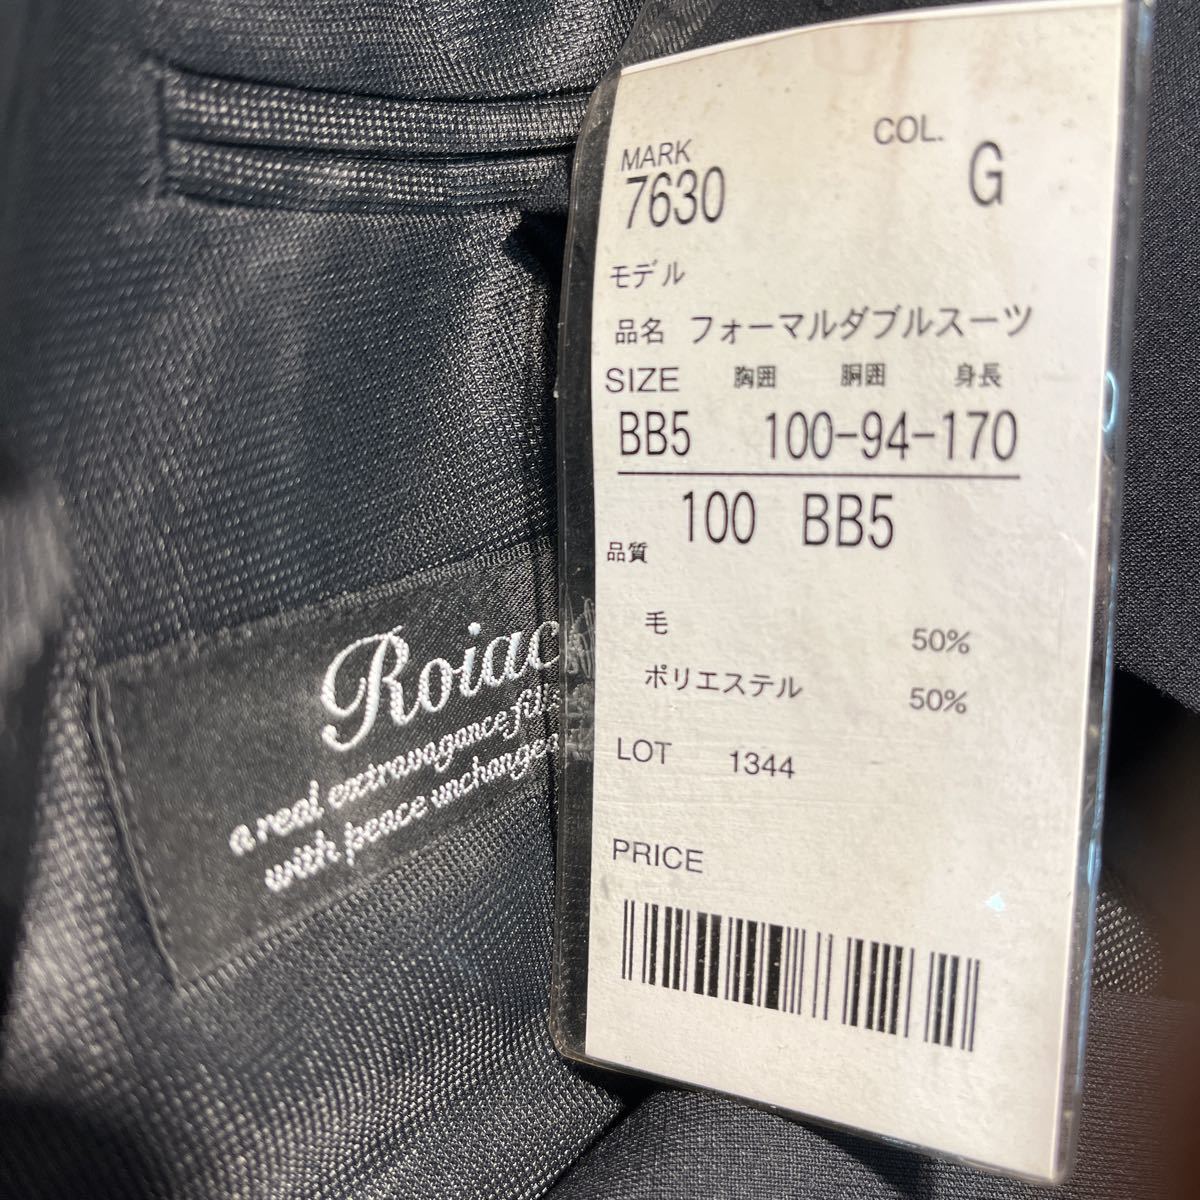 MARK COL.
7630 G
モデル
品名 フォーマルダブルスーツ
SIZE 胸囲 胴囲 身長
BB5 100-94-170
100 BB5
品質
毛 50%
ポリエステル 50%
LOT 1344
PRICE
Roiac
a real extravagance
with peace